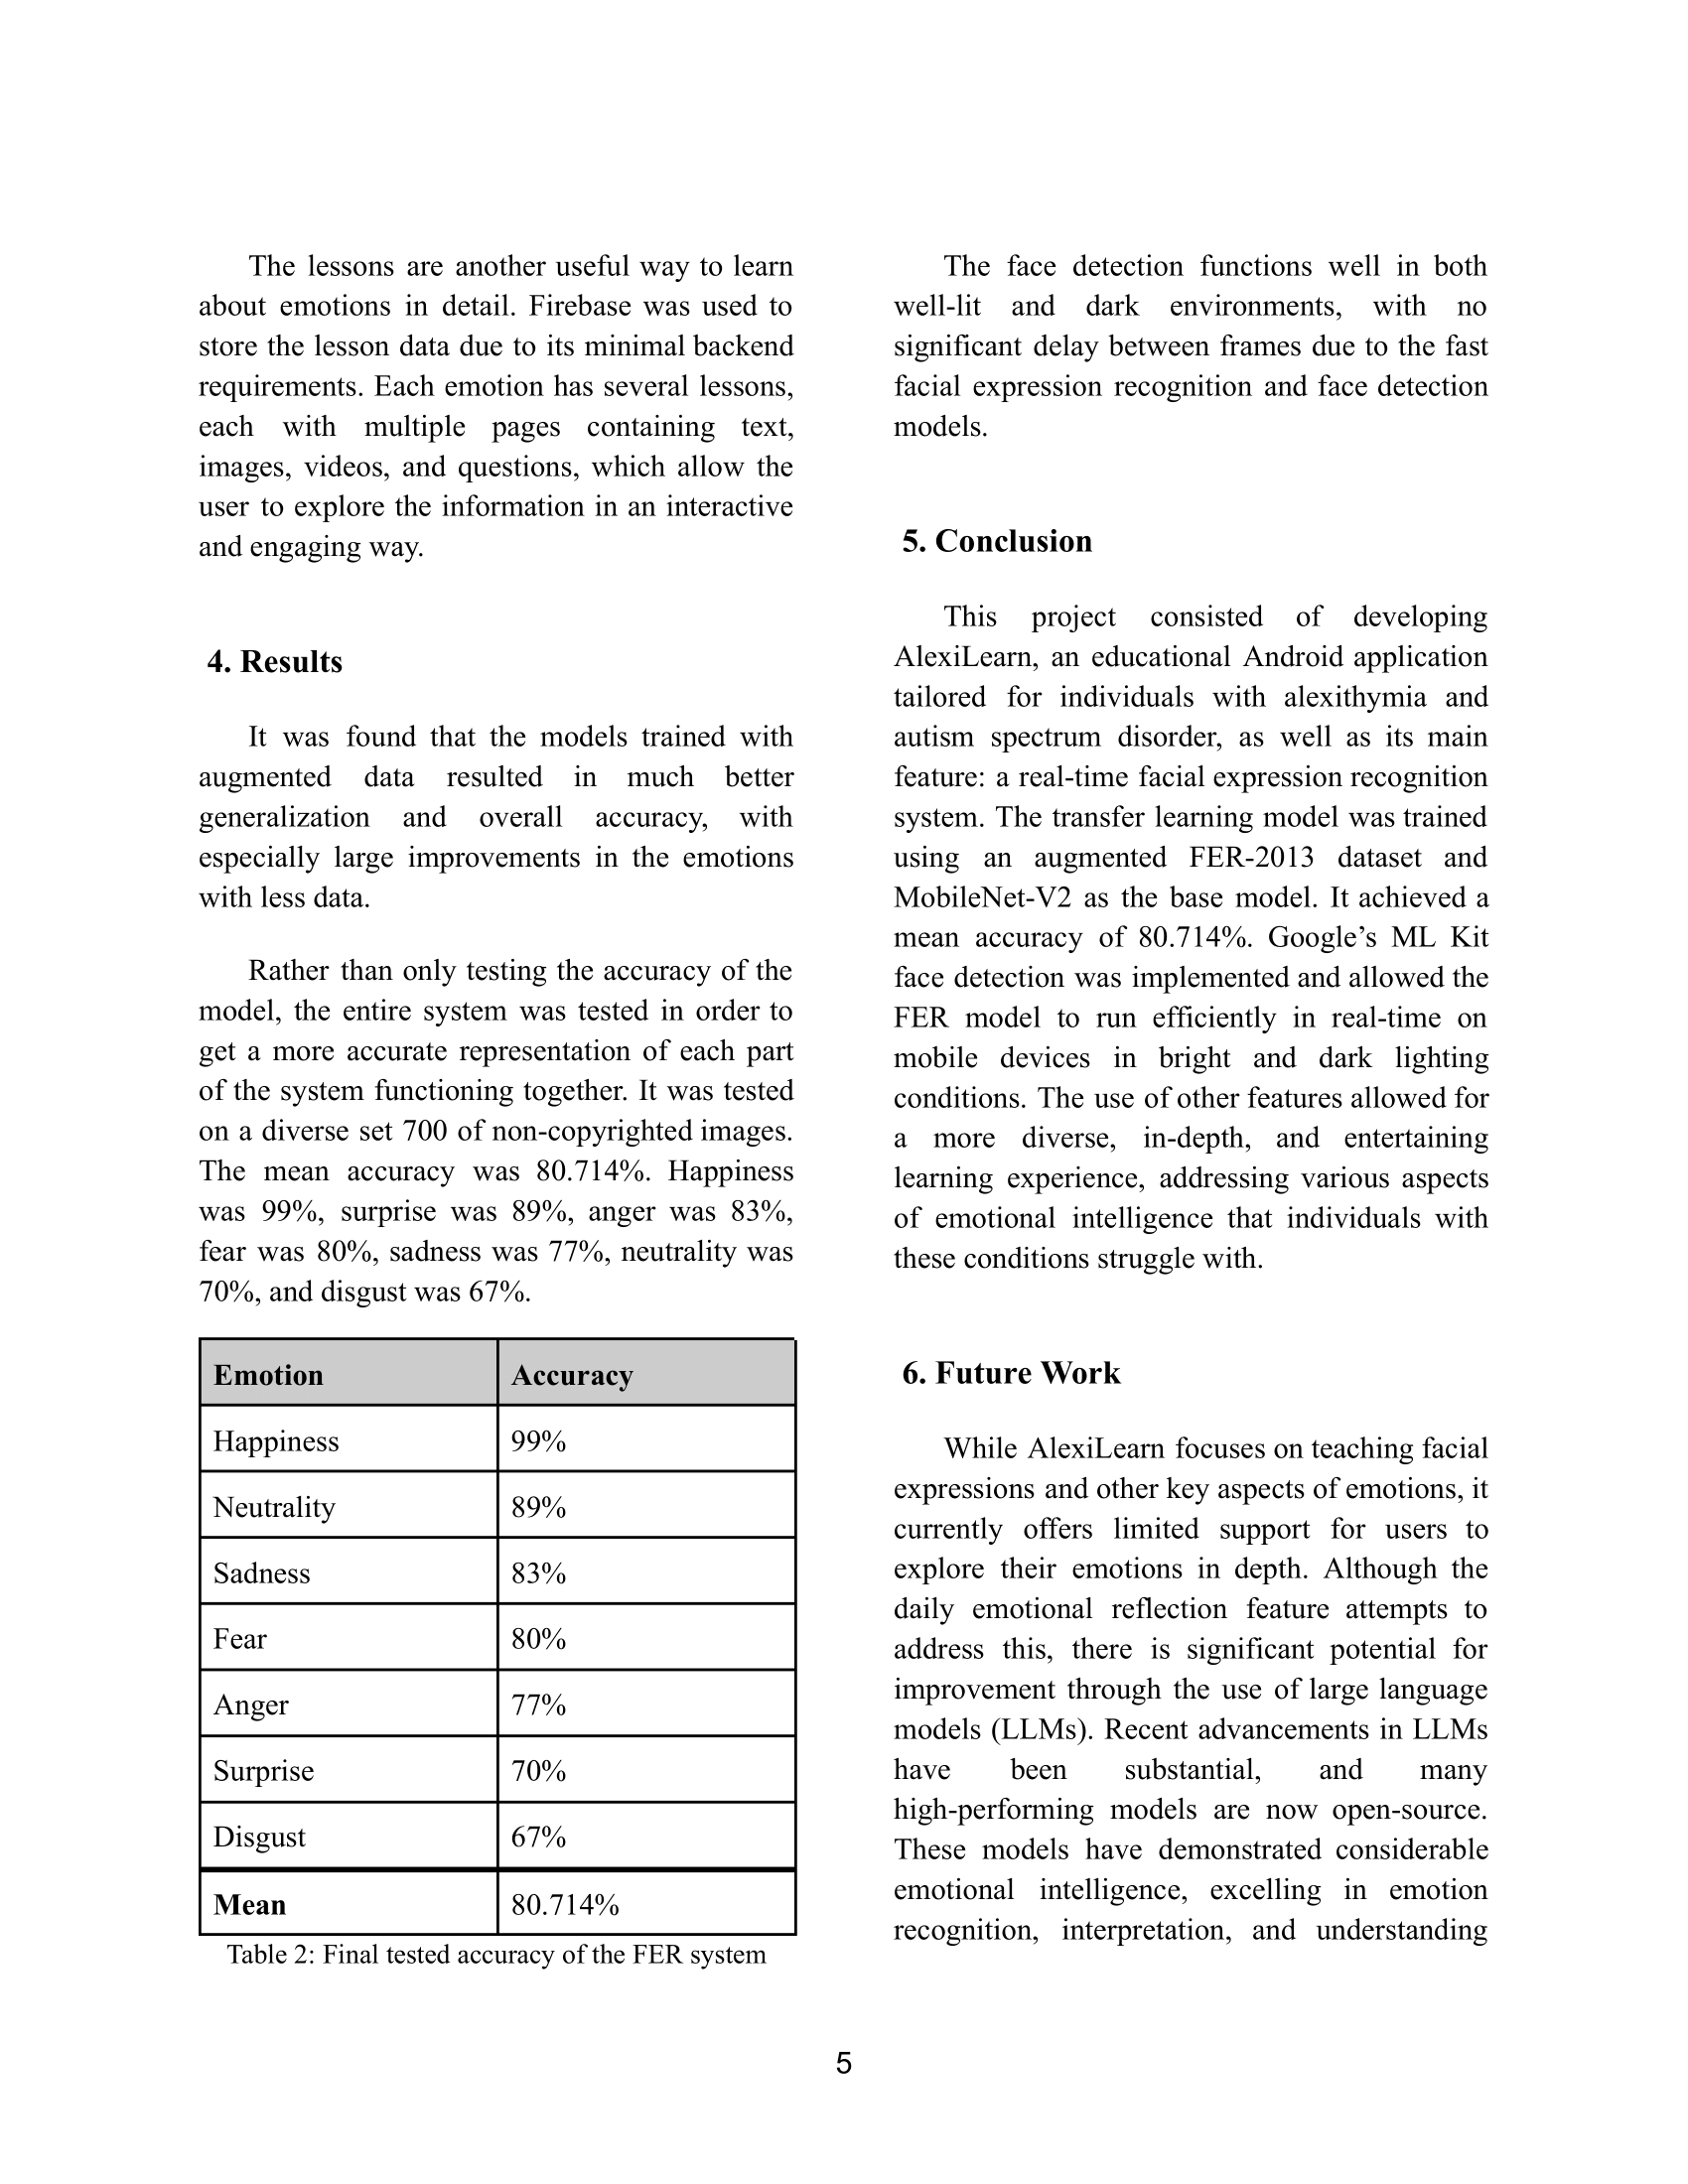 The lessons are another useful way to learn
about emotions in detail. Firebase was used to
store the lesson data due to its minimal backend
requirements. Each emotion has several lessons,
each with multiple pages containing text,
images, videos, and questions, which allow the
user to explore the information in an interactive
and engaging way.
4. Results
It was found that the models trained with
augmented data resulted in much better
generalization and overall accuracy, with
especially large improvements in the emotions
with less data.
Rather than only testing the accuracy of the
model, the entire system was tested in order to
get a more accurate representation of each part
of the system functioning together. It was tested
on a diverse set 700 of non-copyrighted images.
The mean accuracy was 80.714%. Happiness
was 99%, surprise was 89%, anger was 83%,
fear was 80%, sadness was 77%, neutrality was
70%, and disgust was 67%.
Emotion Accuracy
Happiness 99%
Neutrality 89%
Sadness 83%
Fear 80%
Anger 77%
Surprise 70%
Disgust 67%
Mean 80.714%
Table 2: Final tested accuracy of the FER system
The face detection functions well in both
well-lit and dark environments, with no
significant delay between frames due to the fast
facial expression recognition and face detection
models.
5. Conclusion
This project consisted of developing
AlexiLearn, an educational Android application
tailored for individuals with alexithymia and
autism spectrum disorder, as well as its main
feature: a real-time facial expression recognition
system. The transfer learning model was trained
using an augmented FER-2013 dataset and
MobileNet-V2 as the base model. It achieved a
mean accuracy of 80.714%. Google’s ML Kit
face detection was implemented and allowed the
FER model to run efficiently in real-time on
mobile devices in bright and dark lighting
conditions. The use of other features allowed for
a more diverse, in-depth, and entertaining
learning experience, addressing various aspects
of emotional intelligence that individuals with
these conditions struggle with.
6. Future Work
While AlexiLearn focuses on teaching facial
expressions and other key aspects of emotions, it
currently offers limited support for users to
explore their emotions in depth. Although the
daily emotional reflection feature attempts to
address this, there is significant potential for
improvement through the use of large language
models (LLMs). Recent advancements in LLMs
have been substantial, and many
high-performing models are now open-source.
These models have demonstrated considerable
emotional intelligence, excelling in emotion
recognition, interpretation, and understanding
5